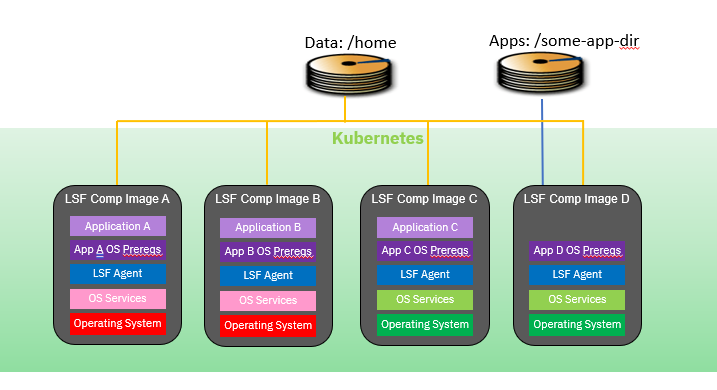 Data: /home
Apps: /some-app-dir
Kubernetes
LSF Comp Image A
Application A
App A OS Prereqs
LSF Agent
OS Services
Operating System
LSF Comp Image B
Application B
App B OS Prereqs
LSF Agent
OS Services
Operating System
LSF Comp Image C
Application C
App C OS Prereqs
LSF Agent
OS Services
Operating System
LSF Comp Image D
App D OS Prereqs
LSF Agent
OS Services
Operating System